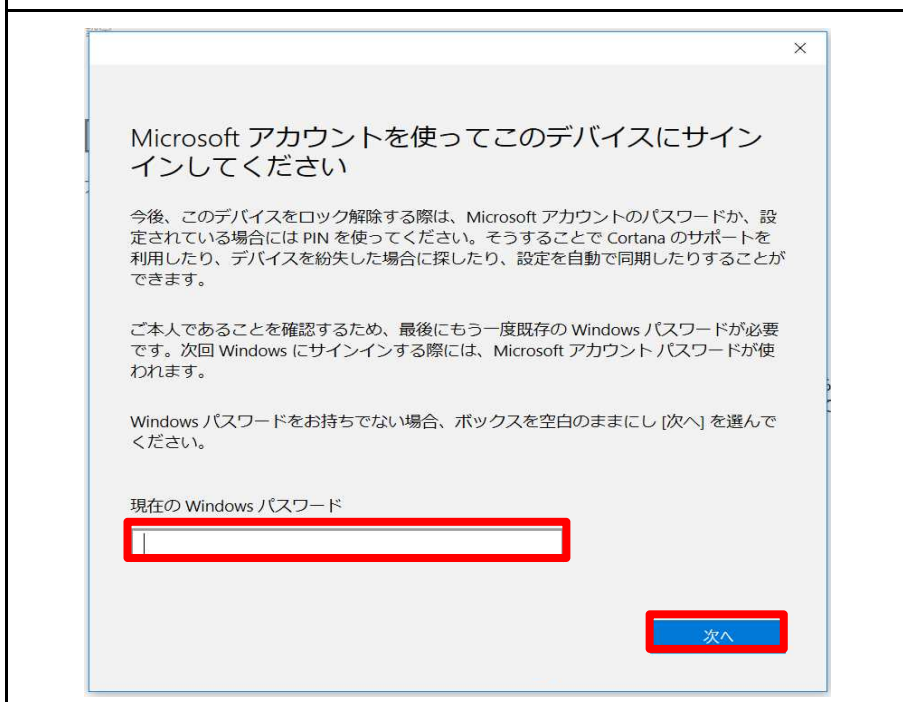 Microsoft アカウントを使ってこのデバイスにサイン
インしてください
今後、このデバイスをロック解除する際は、Microsoft アカウントのパスワードか、設
定されている場合には PIN を使ってください。そうすることで Cortana のサポートを
利用したり、デバイスを紛失した場合に探したり、設定を自動で同期したりすることが
できます。
ご本人であることを確認するため、最後にもう一度既存の Windows パスワードが必要
です。次回 Windows にサインインする際には、Microsoft アカウント パスワードが使
われます。
Windows パスワードをお持ちでない場合、ボックスを空白のままにし [次へ] を選んで
ください。
現在の Windows パスワード
次へ